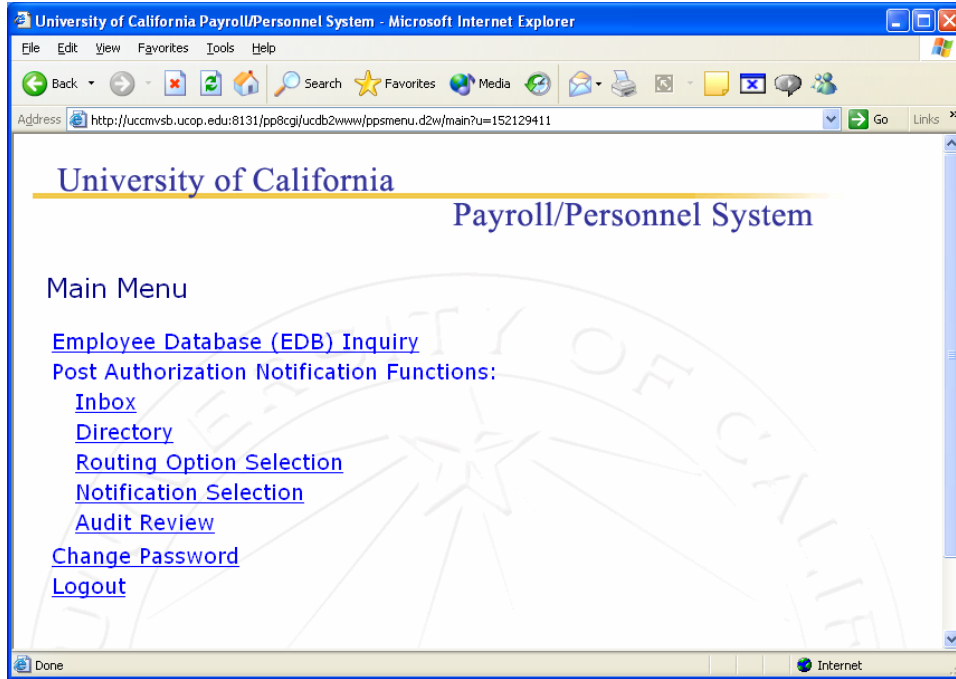 University of California Payroll/Personnel System - Microsoft Internet Explorer
File Edit View Favorites Tools Help
Back Search Favorites Media
Address http://uccmvsb.ucop.edu:8131/pp8cgi/ucdb2www/ppsmenu.d2w/main?u=152129411 Go Links »
University of California
Payroll/Personnel System
Main Menu
Employee Database (EDB) Inquiry
Post Authorization Notification Functions:
Inbox
Directory
Routing Option Selection
Notification Selection
Audit Review
Change Password
Logout
Done Internet